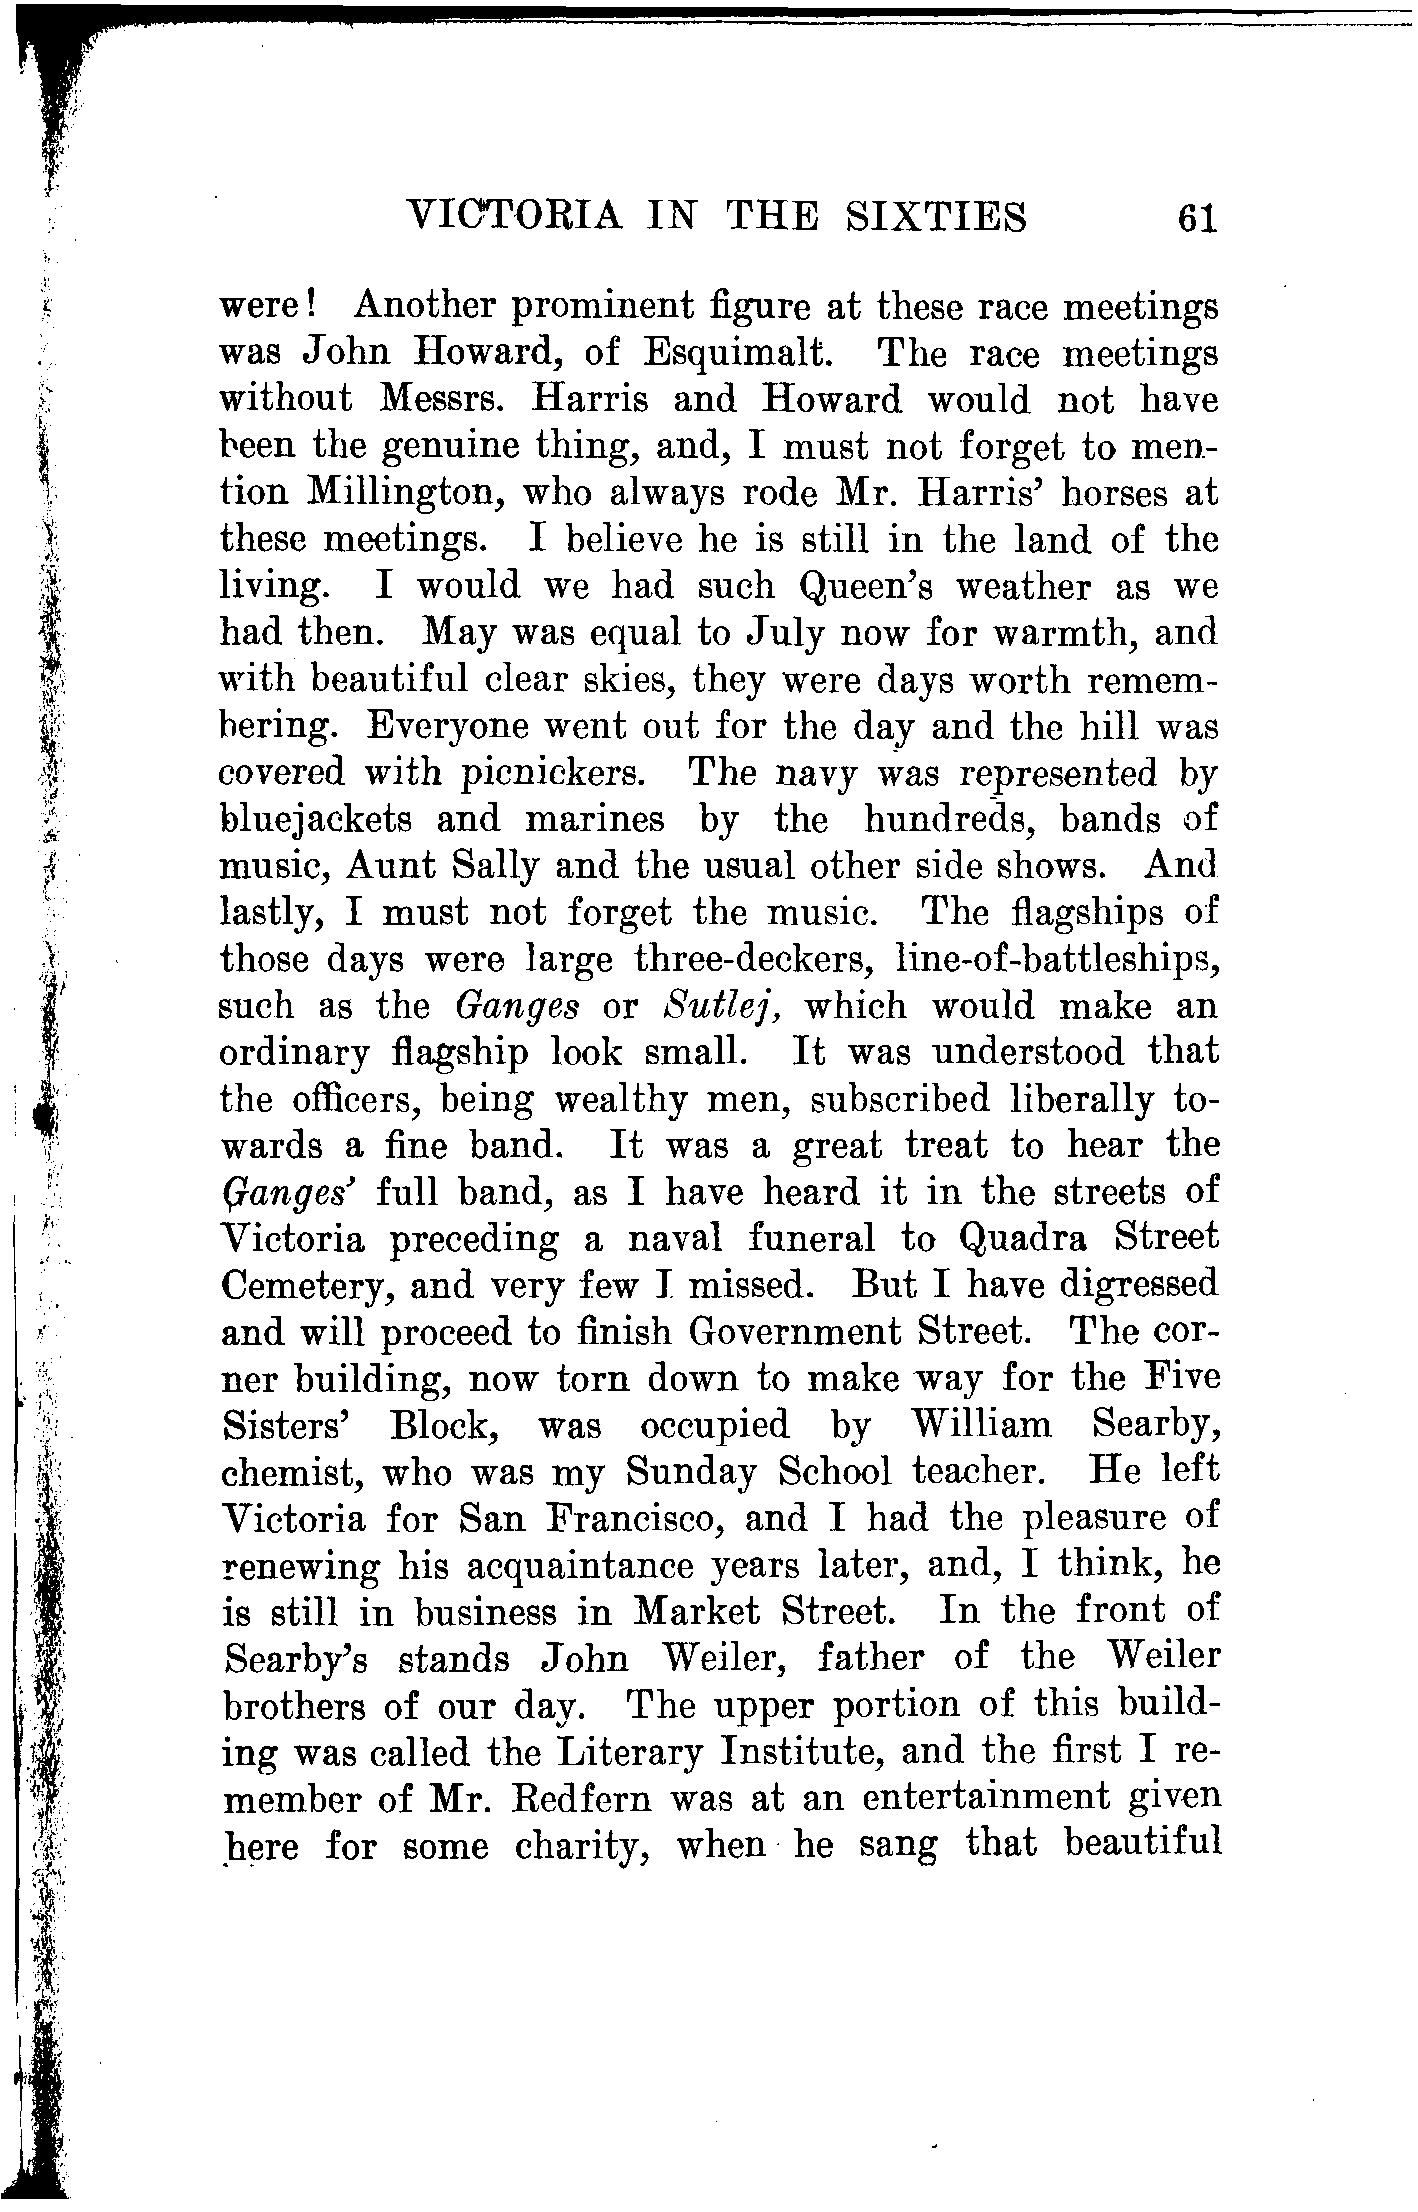 VICTORIA IN THE SIXTIES 61
were! Another prominent figure at these race meetings
was John Howard, of Esquimalt. The race meetings
without Messrs. Harris and Howard would not have
been the genuine thing, and, I must not forget to men-
tion Millington, who always rode Mr. Harris' horses at
these meetings. I believe he is still in the land of the
living. I would we had such Queen's weather as we
had then. May was equal to July now for warmth, and
with beautiful clear skies, they were days worth remem-
bering. Everyone went out for the day and the hill was
covered with picnickers. The navy was represented by
bluejackets and marines by the hundreds, bands of
music, Aunt Sally and the usual other side shows. And
lastly, I must not forget the music. The flagships of
those days were large three-deckers, line-of-battleships,
such as the Ganges or Sutlej, which would make an
ordinary flagship look small. It was understood that
the officers, being wealthy men, subscribed liberally to-
wards a fine band. It was a great treat to hear the
Ganges' full band, as I have heard it in the streets of
Victoria preceding a naval funeral to Quadra Street
Cemetery, and very few I missed. But I have digressed
and will proceed to finish Government Street. The cor-
ner building, now torn down to make way for the Five
Sisters' Block, was occupied by William Searby,
chemist, who was my Sunday School teacher. He left
Victoria for San Francisco, and I had the pleasure of
renewing his acquaintance years later, and, I think, he
is still in business in Market Street. In the front of
Searby's stands John Weiler, father of the Weiler
brothers of our day. The upper portion of this build-
ing was called the Literary Institute, and the first I re-
member of Mr. Redfern was at an entertainment given
here for some charity, when he sang that beautiful